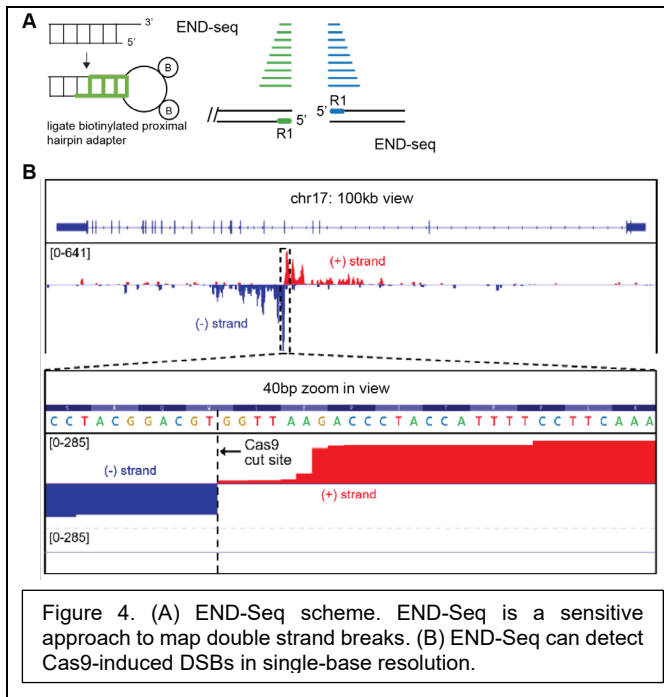 A
END-seq
3'
5'
B
B
ligate biotinylated proximal
hairpin adapter
5'
R1
5'
R1
END-Seq
B
chr17: 100kb view
[0-641]
(+) strand
(-) strand
40bp zoom in view
C C T A C G G A C G T G G T T A A G A C C C T A C C A T T T T C C T T C A A A
[0-285]
Cas9
cut site
(-) strand
(+) strand
[0-285]
Figure 4. (A) END-Seq scheme. END-Seq is a sensitive
approach to map double strand breaks. (B) END-Seq can detect
Cas9-induced DSBs in single-base resolution.